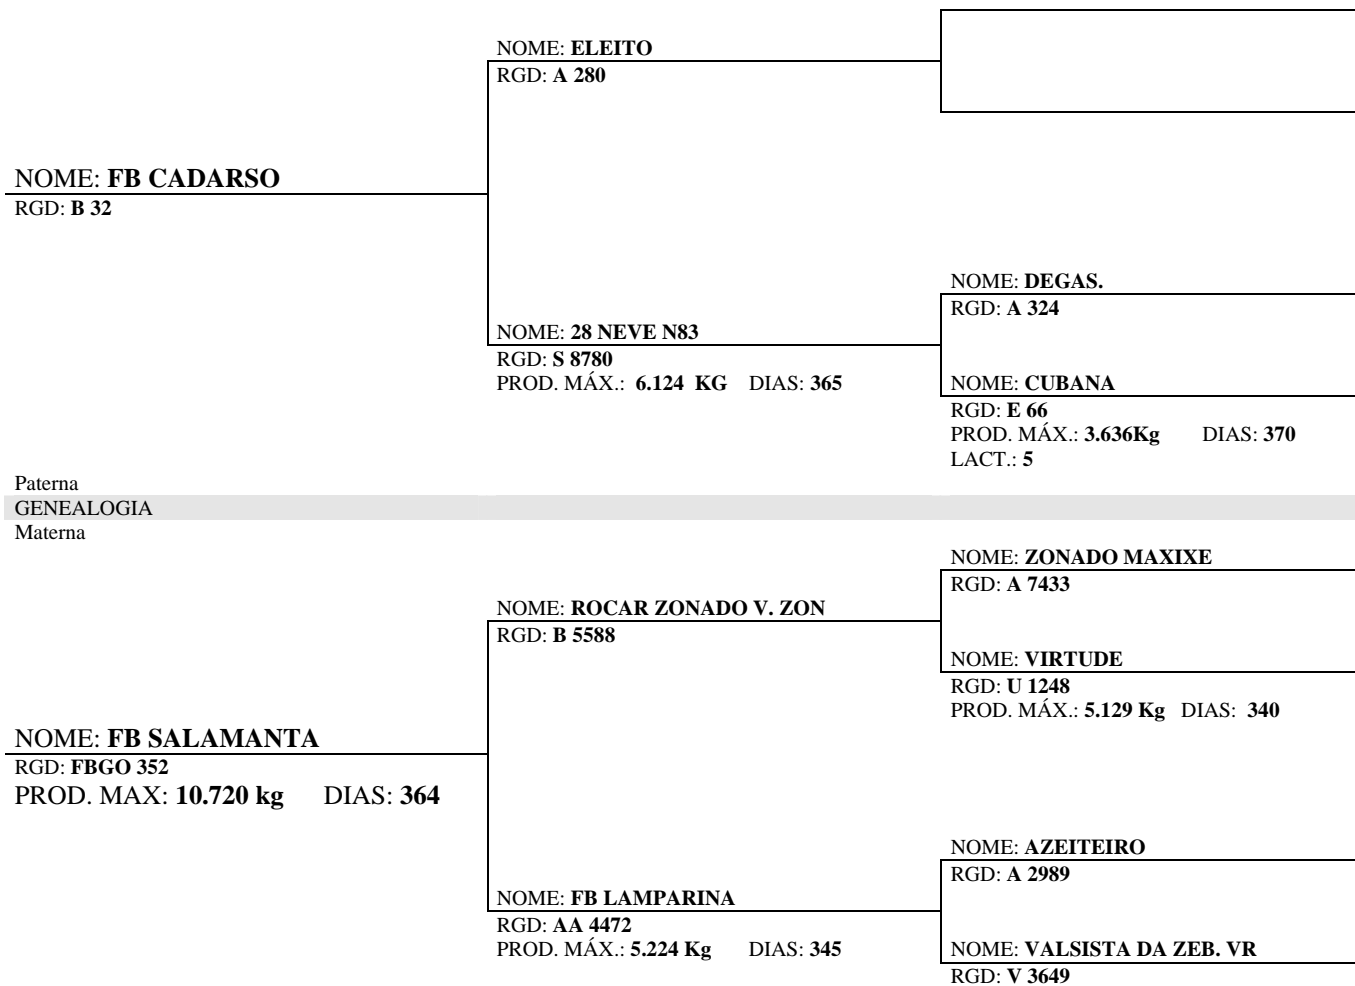 NOME: ELEITO
RGD: A 280
NOME: FB CADARSO
RGD: B 32
NOME: DEGAS.
RGD: A 324
NOME: 28 NEVE N83
RGD: S 8780
PROD. MÁX.: 6.124 KG DIAS: 365
NOME: CUBANA
RGD: E 66
PROD. MÁX.: 3.636Kg DIAS: 370
LACT.: 5
Paterna
GENEALOGIA
Materna
NOME: ZONADO MAXIXE
RGD: A 7433
NOME: ROCAR ZONADO V. ZON
RGD: B 5588
NOME: VIRTUDE
RGD: U 1248
PROD. MÁX.: 5.129 Kg DIAS: 340
NOME: FB SALAMANTA
RGD: FBGO 352
PROD. MAX: 10.720 kg DIAS: 364
NOME: AZEITEIRO
RGD: A 2989
NOME: FB LAMPARINA
RGD: AA 4472
PROD. MÁX.: 5.224 Kg DIAS: 345
NOME: VALSISTA DA ZEB. VR
RGD: V 3649